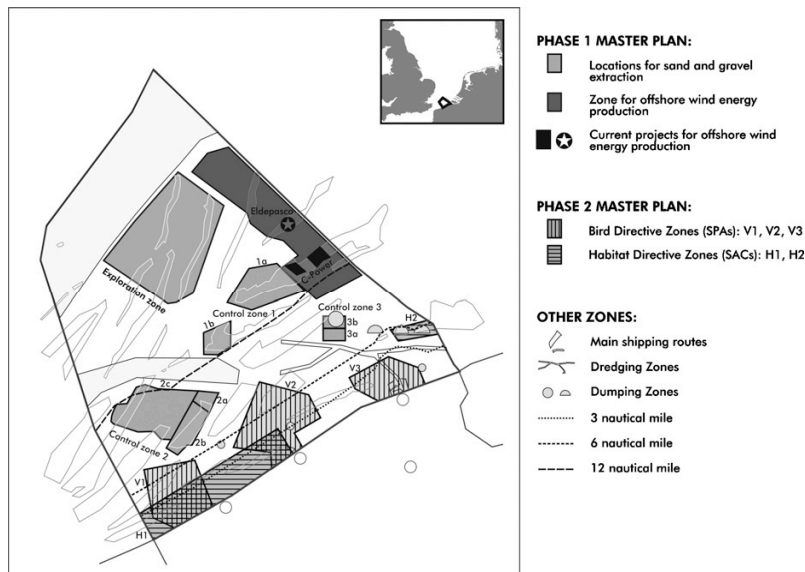 Eldepasco
C-Power
Exploration zone
1a
Control zone 1
1b
Control zone 3
3b
3a
H2
V3
2c
2a
V2
2b
Control zone 2
V1
H1
PHASE 1 MASTER PLAN:
Locations for sand and gravel
extraction
Zone for offshore wind energy
production
Current projects for offshore wind
energy production
PHASE 2 MASTER PLAN:
Bird Directive Zones (SPAs): V1, V2, V3
Habitat Directive Zones (SACs): H1, H2
OTHER ZONES:
Main shipping routes
Dredging Zones
Dumping Zones
3 nautical mile
6 nautical mile
12 nautical mile